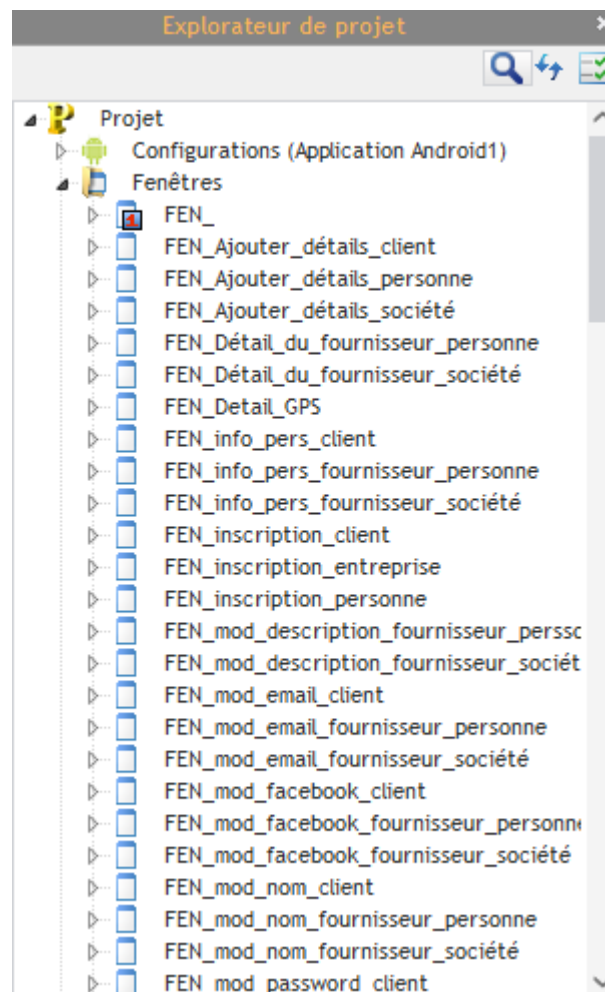 Explorateur de projet
Projet
Configurations (Application Android1)
Fenêtres
FEN_
FEN_Ajouter_détails_client
FEN_Ajouter_détails_personne
FEN_Ajouter_détails_société
FEN_Détail_du_fournisseur_personne
FEN_Détail_du_fournisseur_société
FEN_Detail_GPS
FEN_info_pers_client
FEN_info_pers_fournisseur_personne
FEN_info_pers_fournisseur_société
FEN_inscription_client
FEN_inscription_entreprise
FEN_inscription_personne
FEN_mod_description_fournisseur_perssc
FEN_mod_description_fournisseur_sociét
FEN_mod_email_client
FEN_mod_email_fournisseur_personne
FEN_mod_email_fournisseur_société
FEN_mod_facebook_client
FEN_mod_facebook_fournisseur_personne
FEN_mod_facebook_fournisseur_société
FEN_mod_nom_client
FEN_mod_nom_fournisseur_personne
FEN_mod_nom_fournisseur_société
FEN_mod_password_client